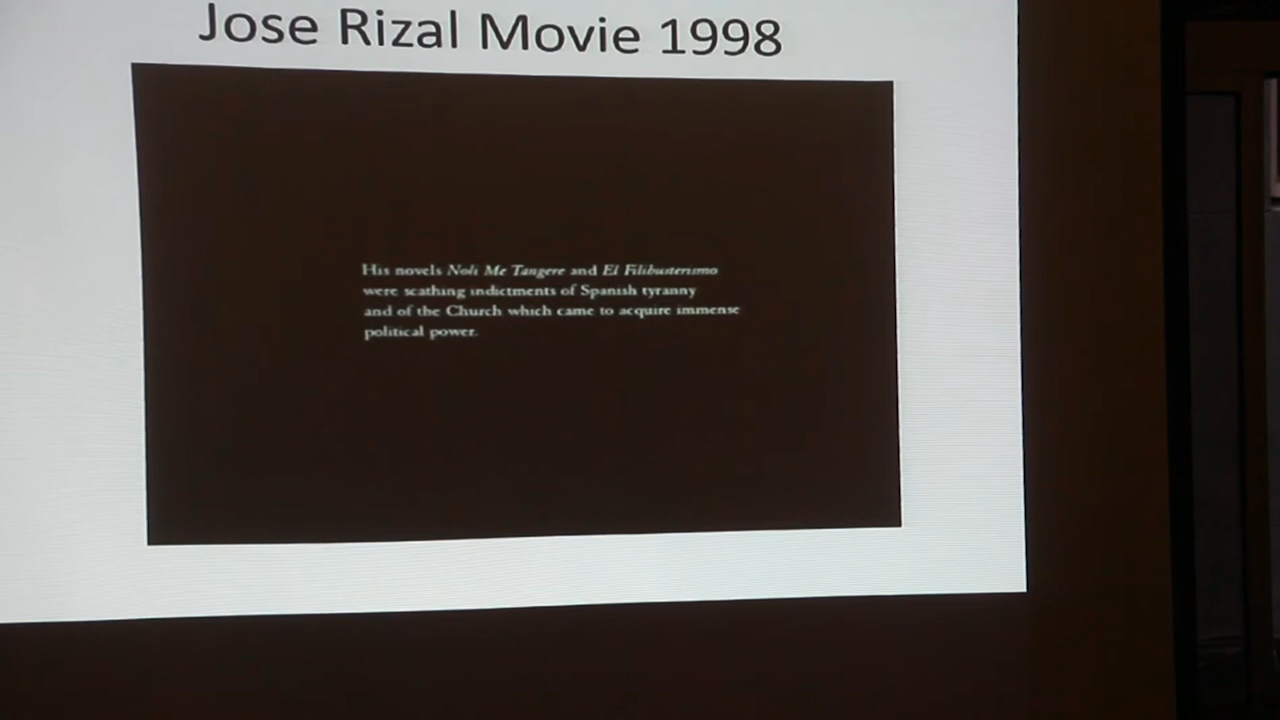 Jose Rizal Movie 1998
His novels Noli Me Tangere and El Filibusterismo
were scathing indictments of Spanish tyranny
and of the Church which came to acquire immense
political power.